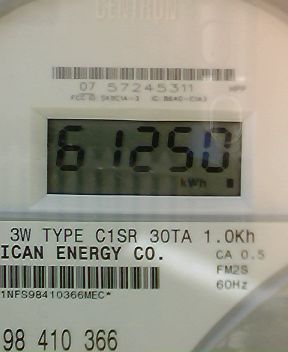 CENTRON
07 57245311
61250
kWh
3W TYPE C1SR 30TA 1.0Kh
ICAN ENERGY CO.
CA 0.5
FM2S
60Hz
1NFS98410366MEC*
98 410 366